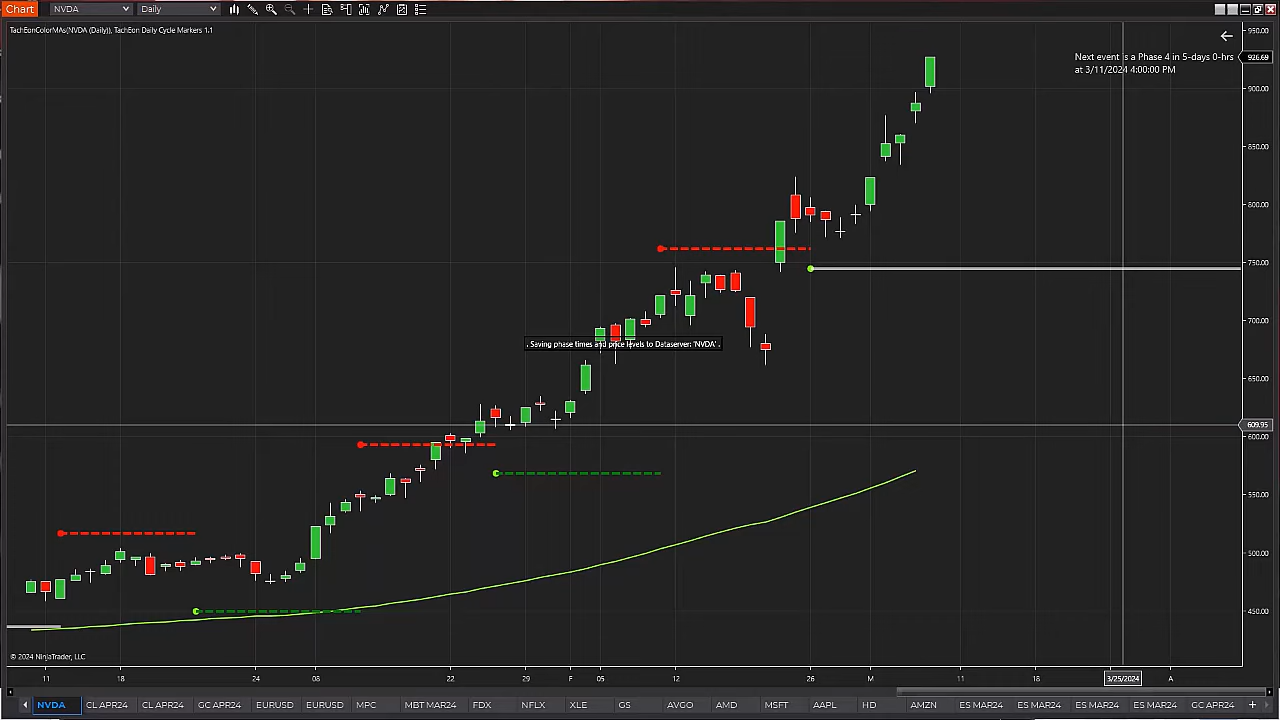 Chart NVDA Daily
TachEonColorMAs(NVDA (Daily)), TachEon Daily Cycle Markers 1.1
950.00
Next event is a Phase 4 in 5-days 0-hrs
at 3/11/2024 4:00:00 PM
926.69
900.00
850.00
800.00
750.00
700.00
. Saving phase times and price levels to Dataserver: 'NVDA' .
650.00
609.95
600.00
550.00
500.00
450.00
© 2024 NinjaTrader, LLC
11 18 24 08 22 29 F 05 12 26 M 11 18 3/25/2024 A
NVDA CL APR24 CL APR24 GC APR24 EURUSD EURUSD MPC MBT MAR24 FDX NFLX XLE GS AVGO AMD MSFT AAPL HD AMZN ES MAR24 ES MAR24 ES MAR24 ES MAR24 GC APR24